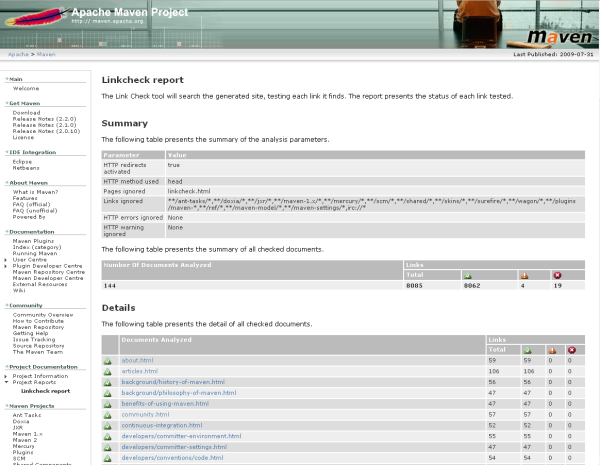 Apache Maven Project
http://maven.apache.org
maven
Apache > Maven
Last Published: 2009-07-31
Main
Welcome
Get Maven
Download
Release Notes (2.2.0)
Release Notes (2.1.0)
Release Notes (2.0.10)
License
IDE Integration
Eclipse
Netbeans
About Maven
What is Maven?
Features
FAQ (official)
FAQ (unofficial)
Powered By
Documentation
Maven Plugins
Index (category)
Running Maven
User Centre
Plugin Developer Centre
Maven Repository Centre
Maven Developer Centre
External Resources
Wiki
Community
Community Overview
How to Contribute
Getting Help
Issue Tracking
Source Repository
The Maven Team
Project Documentation
Project Information
Project Reports
Linkcheck report
Maven Projects
Ant Tasks
Doxia
JXR
Maven 1.x
Maven 2
Mercury
Plugins
SCM
Shared Components
Linkcheck report
The Link Check tool will search the generated site, testing each link it finds. The report presents the status of each link tested.
Summary
The following table presents the summary of the analysis parameters.
Parameter Value
HTTP redirects activated true
HTTP method used head
Pages ignored linkcheck.html
Links ignored **/ant-tasks/*,**/doxia/*,**/jxr/*,**/maven-1.x/*,**/mercury/*,**/scm/*,**/shared/*,**/skins/*,**/surefire/*,**/wagon/*,**/plugins
/maven-*,**/ref/*,**/maven-model/*,**/maven-settings/*,irc://*
HTTP errors ignored None
HTTP warning ignored None
The following table presents the summary of all checked documents.
Number Of Documents Analyzed Links
Total
144 8085 8062 4 19
Details
The following table presents the detail of all checked documents.
Documents Analyzed Links
Total
about.html 59 59 0 0
articles.html 106 106 0 0
background/history-of-maven.html 56 56 0 0
background/philosophy-of-maven.html 47 47 0 0
benefits-of-using-maven.html 47 47 0 0
community.html 57 57 0 0
continuous-integration.html 52 52 0 0
developers/committer-environment.html 55 55 0 0
developers/committer-settings.html 47 47 0 0
developers/conventions/code.html 54 54 0 0